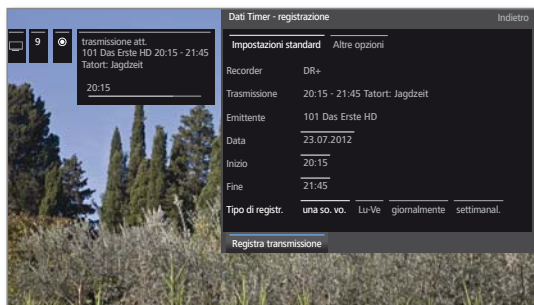 9
trasmissione att.
101 Das Erste HD 20:15 - 21:45
Tatort: Jagdzeit
20:15
Dati Timer - registrazione Indietro
Impostazioni standard Altre opzioni
Recorder DR+
Trasmissione 20:15 - 21:45 Tatort: Jagdzeit
Emittente 101 Das Erste HD
Data 23.07.2012
Inizio 20:15
Fine 21:45
Tipo di registr. una so. vo. Lu-Ve giornalmente settimanal.
Registra transmissione